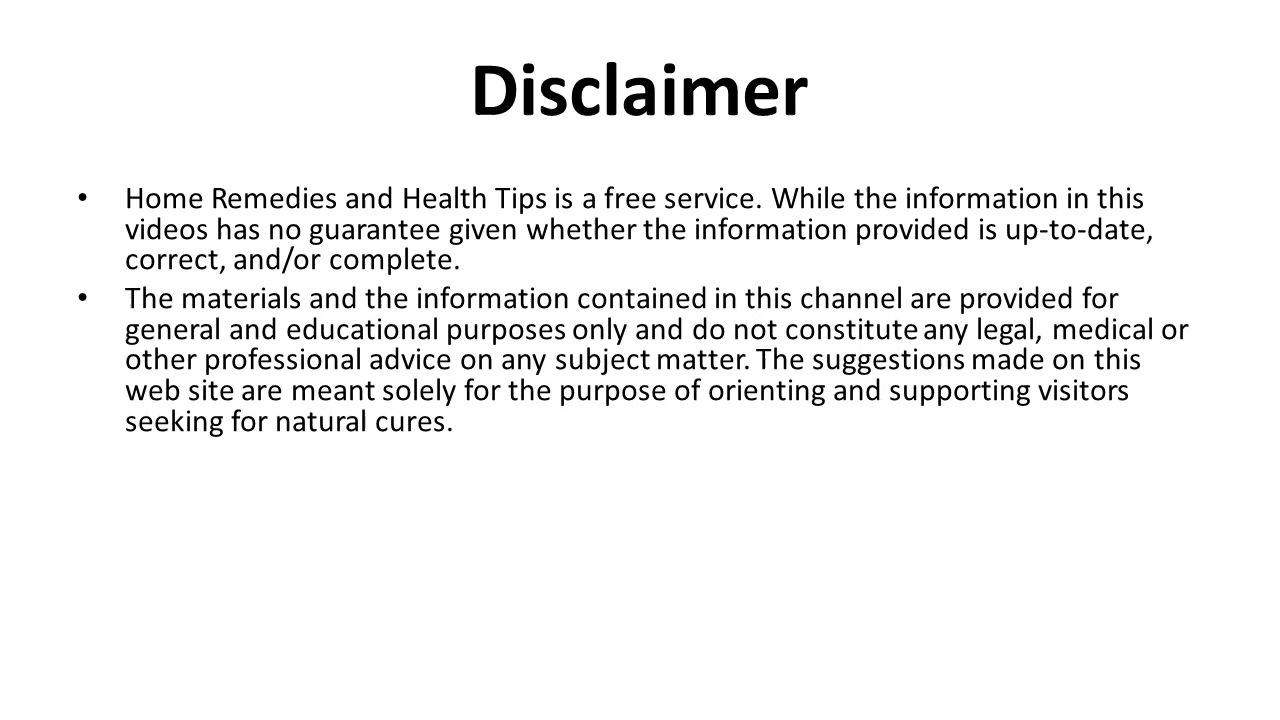 Disclaimer
• Home Remedies and Health Tips is a free service. While the information in this
videos has no guarantee given whether the information provided is up-to-date,
correct, and/or complete.
• The materials and the information contained in this channel are provided for
general and educational purposes only and do not constitute any legal, medical or
other professional advice on any subject matter. The suggestions made on this
web site are meant solely for the purpose of orienting and supporting visitors
seeking for natural cures.